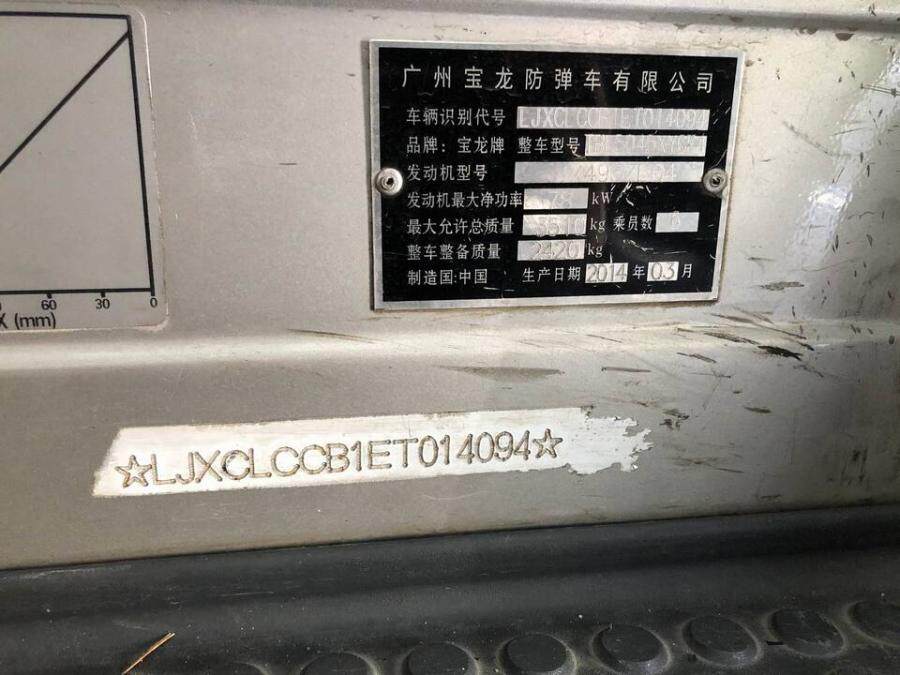 广州宝龙防弹车有限公司
车辆识别代号 LJXCLCCB1ET014094
品牌：宝龙牌 整车型号
发动机型号
发动机最大净功率 78 kW
最大允许总质量 3510 kg 乘员数
整车整备质量 2420 kg
制造国:中国 生产日期 2014 年 03 月
60 30 0
X (mm)
☆LJXCLCCB1ET014094☆